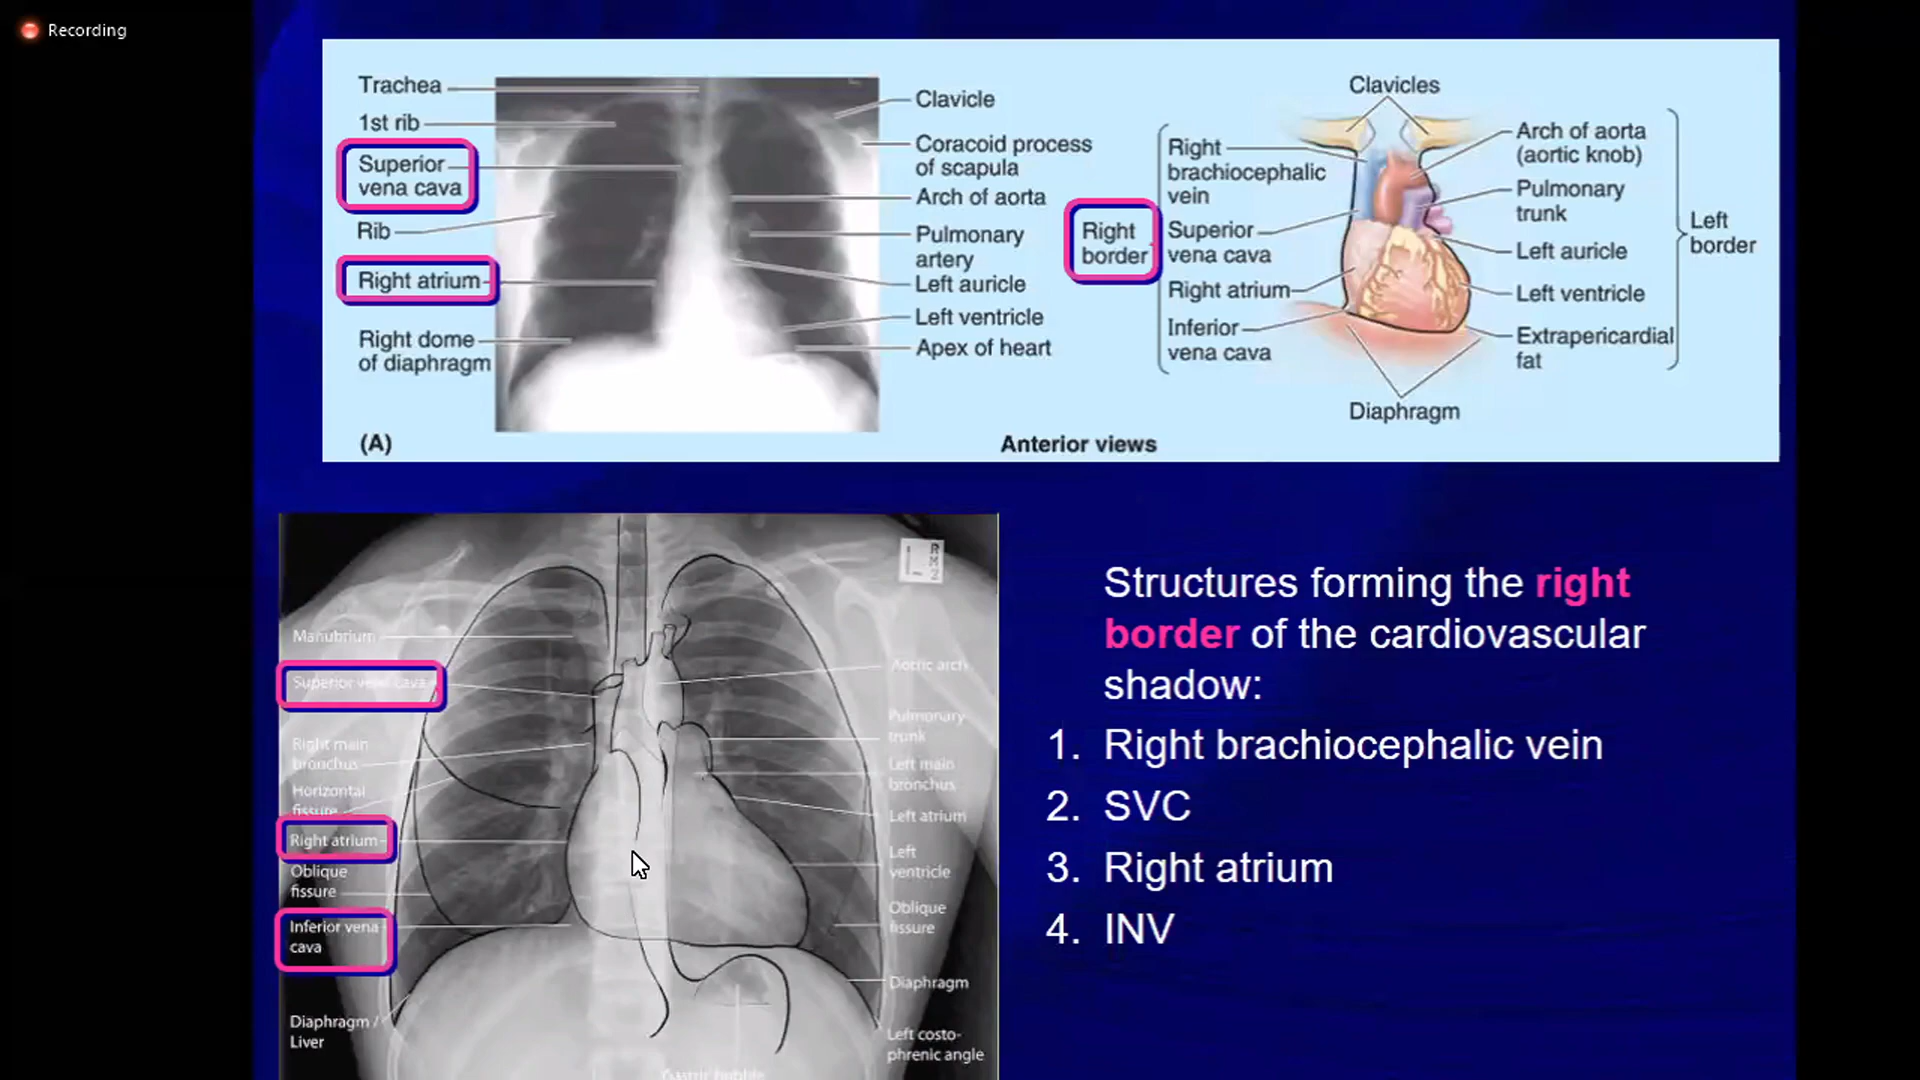 Recording
Trachea
1st rib
Superior
vena cava
Rib
Right atrium
Right dome
of diaphragm
(A)
Clavicle
Coracoid process
of scapula
Arch of aorta
Pulmonary
artery
Left auricle
Left ventricle
Apex of heart
Anterior views
Right
border
Right
brachiocephalic
vein
Superior
vena cava
Right atrium
Inferior
vena cava
Clavicles
Arch of aorta
(aortic knob)
Pulmonary
trunk
Left auricle
Left ventricle
Extrapericardial
fat
Left
border
Diaphragm
Manubrium
Superior vena cava
Right main
bronchus
Horizontal
fissure
Right atrium
Oblique
fissure
Inferior vena
cava
Diaphragm /
Liver
L
Aortic arch
Pulmonary
trunk
Left main
bronchus
Left atrium
Left
ventricle
Oblique
fissure
Diaphragm
Left costo-
phrenic angle
Gastric bubble
Structures forming the right
border of the cardiovascular
shadow:
1. Right brachiocephalic vein
2. SVC
3. Right atrium
4. INV